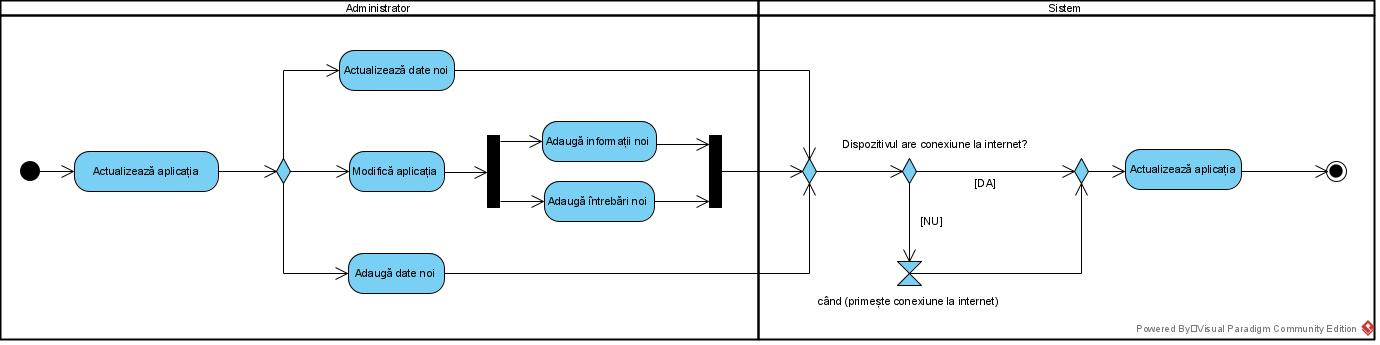 Administrator
Sistem
Actualizează date noi
Actualizează aplicația
Modifică aplicația
Adaugă informații noi
Adaugă întrebări noi
Adaugă date noi
Dispozitivul are conexiune la internet?
[DA]
[NU]
când (primește conexiune la internet)
Actualizează aplicația
Powered By Visual Paradigm Community Edition